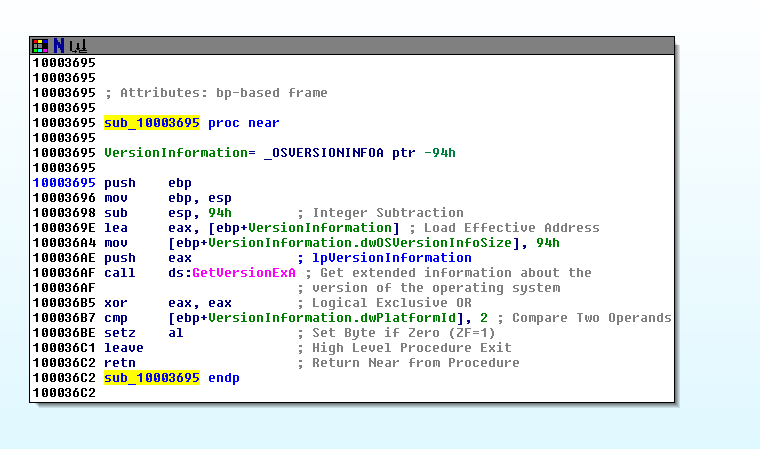 10003695
10003695
10003695 ; Attributes: bp-based frame
10003695
10003695 sub_10003695 proc near
10003695
10003695 VersionInformation= _OSVERSIONINFOA ptr -94h
10003695
10003695 push    ebp
10003696 mov     ebp, esp
10003698 sub     esp, 94h        ; Integer Subtraction
1000369E lea     eax, [ebp+VersionInformation] ; Load Effective Address
100036A4 mov     [ebp+VersionInformation.dwOSVersionInfoSize], 94h
100036AE push    eax             ; lpVersionInformation
100036AF call    ds:GetVersionExA ; Get extended information about the
100036AF                         ; version of the operating system
100036B5 xor     eax, eax        ; Logical Exclusive OR
100036B7 cmp     [ebp+VersionInformation.dwPlatformId], 2 ; Compare Two Operands
100036BE setz    al              ; Set Byte if Zero (ZF=1)
100036C1 leave                   ; High Level Procedure Exit
100036C2 retn                    ; Return Near from Procedure
100036C2 sub_10003695 endp
100036C2